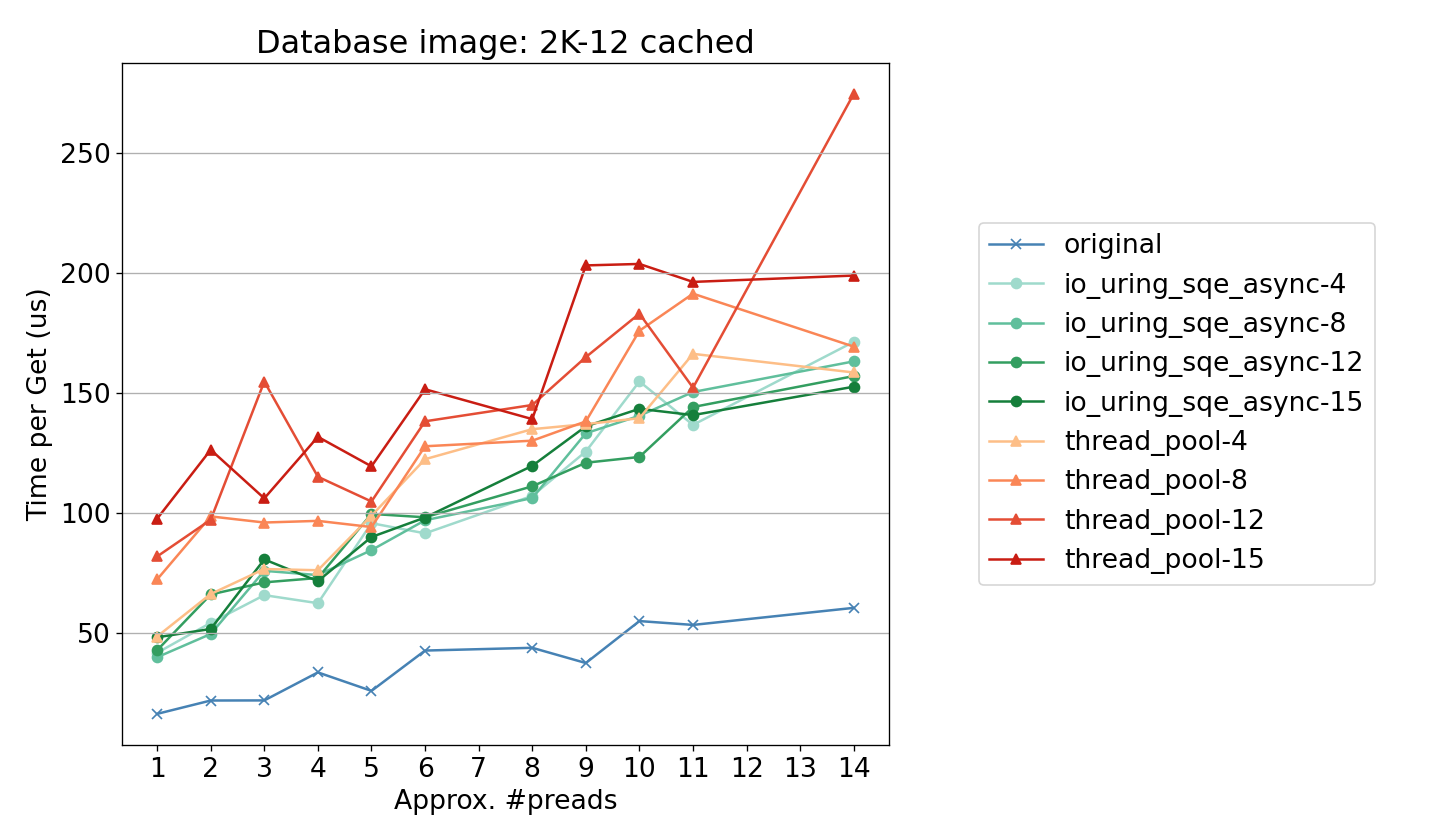 Database image: 2K-12 cached
Time per Get (us)
250
200
150
100
50
1 2 3 4 5 6 7 8 9 10 11 12 13 14
Approx. #preads
original
io_uring_sqe_async-4
io_uring_sqe_async-8
io_uring_sqe_async-12
io_uring_sqe_async-15
thread_pool-4
thread_pool-8
thread_pool-12
thread_pool-15